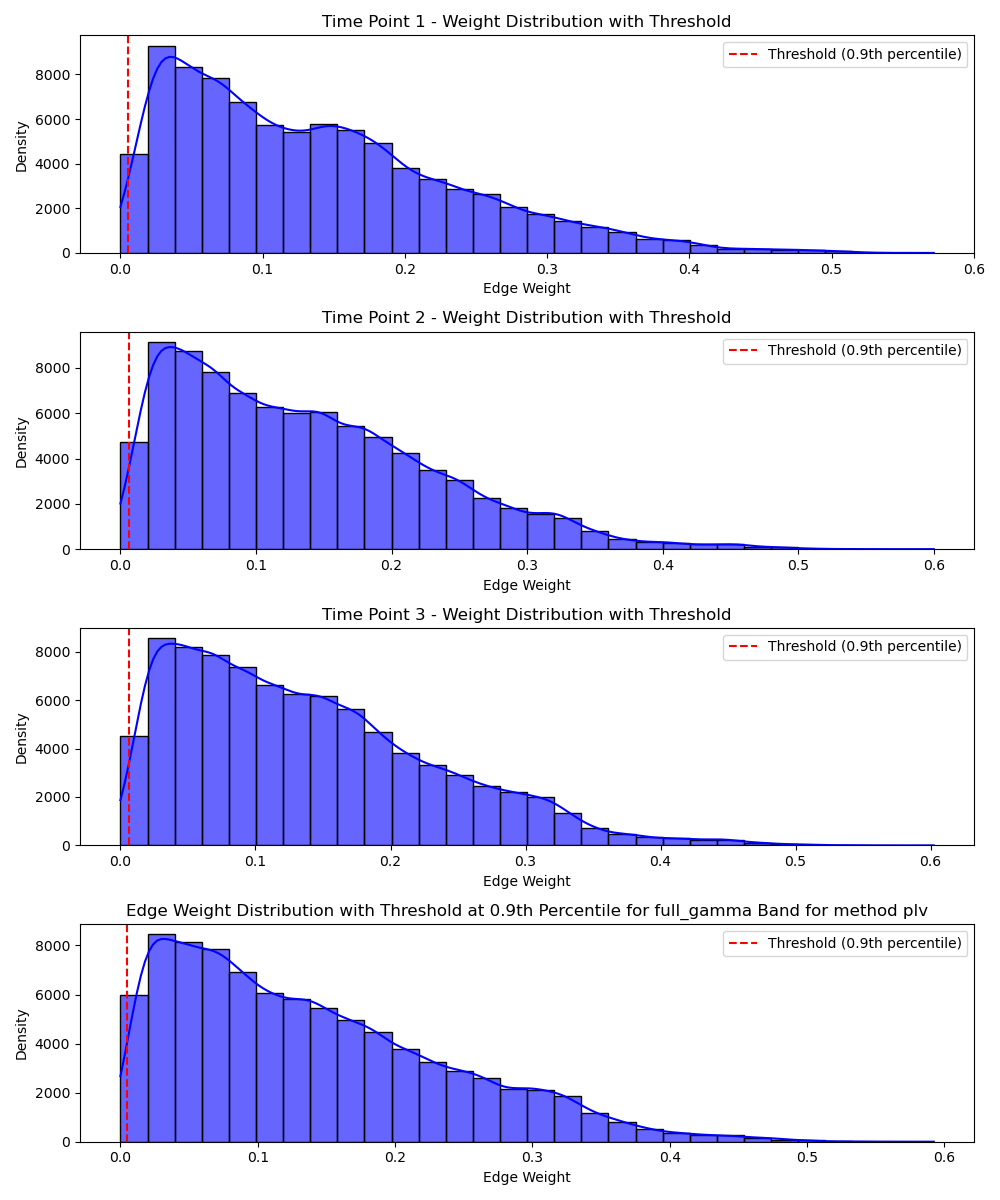 Time Point 1 - Weight Distribution with Threshold
Threshold (0.9th percentile)
Density
8000
6000
4000
2000
0
0.0 0.1 0.2 0.3 0.4 0.5 0.6
Edge Weight
Time Point 2 - Weight Distribution with Threshold
Threshold (0.9th percentile)
Density
8000
6000
4000
2000
0
0.0 0.1 0.2 0.3 0.4 0.5 0.6
Edge Weight
Time Point 3 - Weight Distribution with Threshold
Threshold (0.9th percentile)
Density
8000
6000
4000
2000
0
0.0 0.1 0.2 0.3 0.4 0.5 0.6
Edge Weight
Edge Weight Distribution with Threshold at 0.9th Percentile for full_gamma Band for method plv
Threshold (0.9th percentile)
Density
8000
6000
4000
2000
0
0.0 0.1 0.2 0.3 0.4 0.5 0.6
Edge Weight